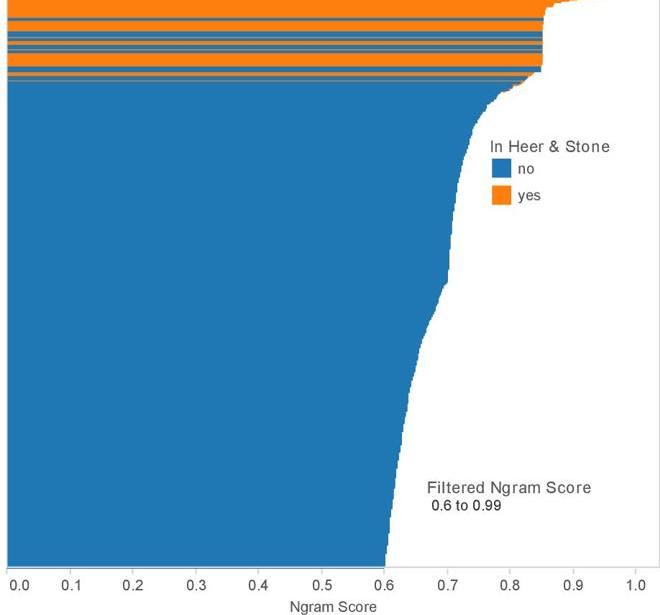 In Heer & Stone
no
yes
Filtered Ngram Score
0.6 to 0.99
0.0 0.1 0.2 0.3 0.4 0.5 0.6 0.7 0.8 0.9 1.0
Ngram Score